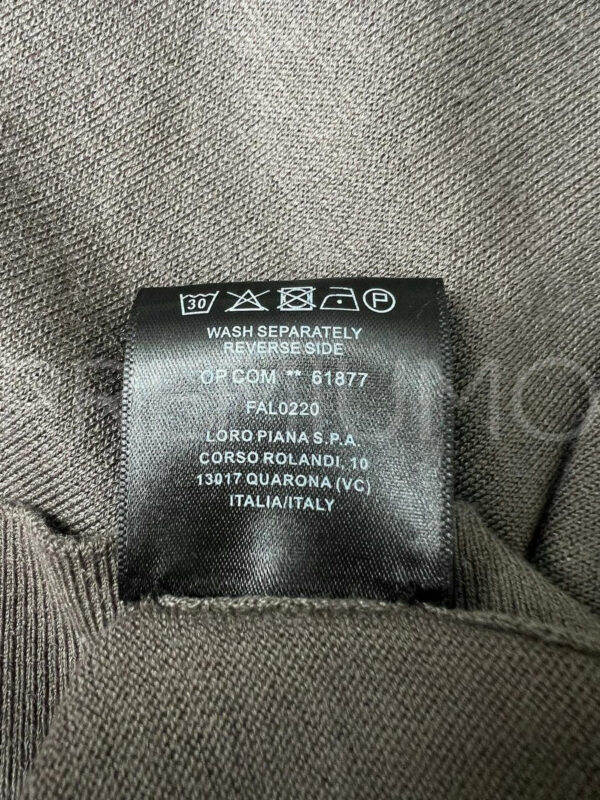 30
P
WASH SEPARATELY
REVERSE SIDE
OP COM ** 61877
FAL0220
LORO PIANA S.P.A.
CORSO ROLANDI, 10
13017 QUARONA (VC)
ITALIA/ITALY